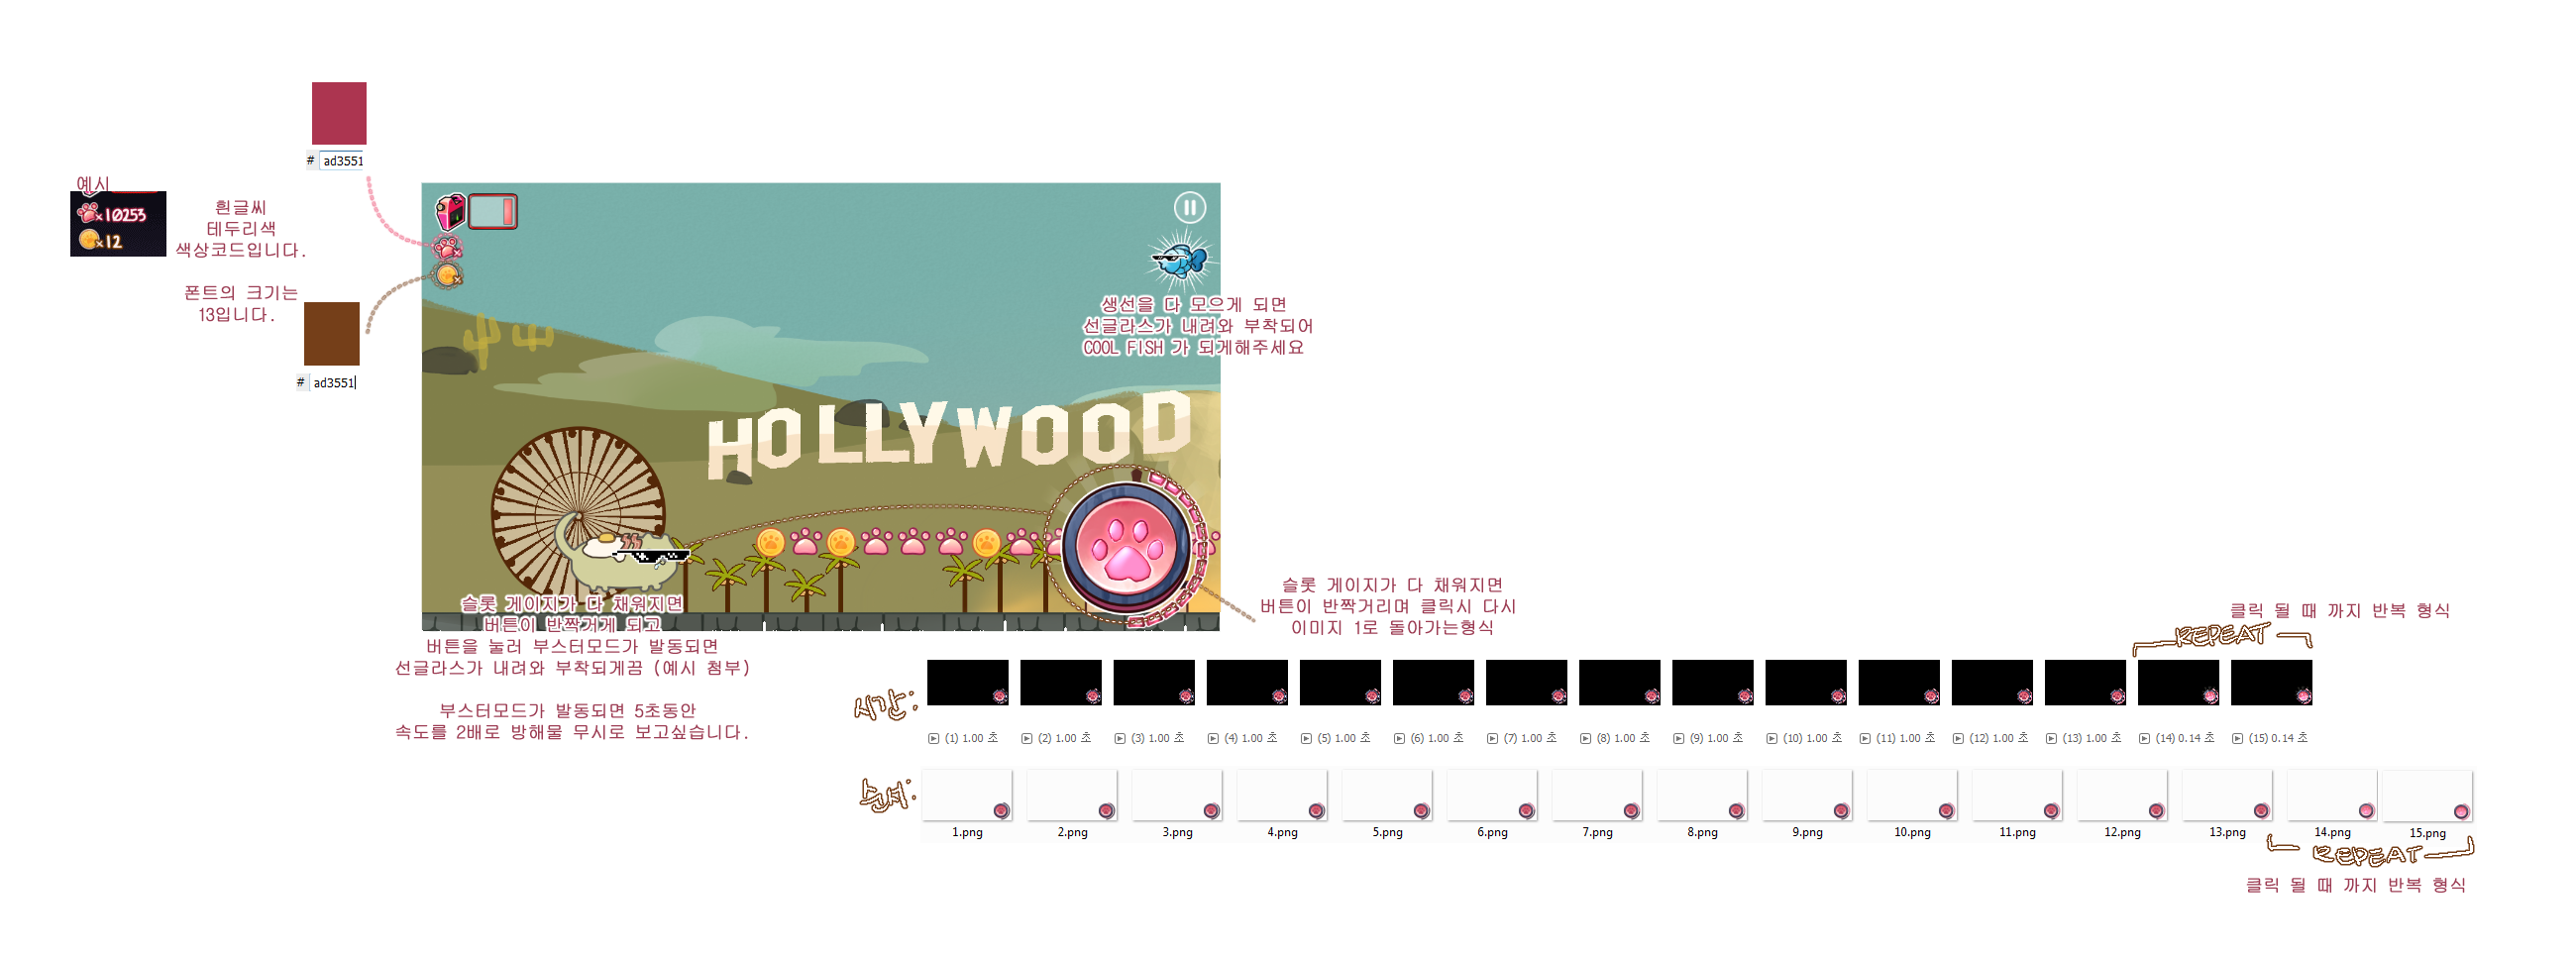 # ad3551
예시
×10253
×12
흰글씨
테두리색
색상코드입니다.
폰트의 크기는
13입니다.
# ad3551
생선을 다 모으게 되면
선글라스가 내려와 부착되어
COOL FISH 가 되게해주세요
HOLLYWOOD
슬롯 게이지가 다 채워지면
버튼이 반짝거게 되고
버튼을 눌러 부스터모드가 발동되면
선글라스가 내려와 부착되게끔 (예시 첨부)
부스터모드가 발동되면 5초동안
속도를 2배로 방해물 무시로 보고싶습니다.
슬롯 게이지가 다 채워지면
버튼이 반짝거리며 클릭시 다시
이미지 1로 돌아가는형식
클릭 될 때 까지 반복 형식
REPEAT
시간:
(1) 1.00 초
(2) 1.00 초
(3) 1.00 초
(4) 1.00 초
(5) 1.00 초
(6) 1.00 초
(7) 1.00 초
(8) 1.00 초
(9) 1.00 초
(10) 1.00 초
(11) 1.00 초
(12) 1.00 초
(13) 1.00 초
(14) 0.14 초
(15) 0.14 초
순서:
1.png
2.png
3.png
4.png
5.png
6.png
7.png
8.png
9.png
10.png
11.png
12.png
13.png
14.png
15.png
REPEAT
클릭 될 때 까지 반복 형식